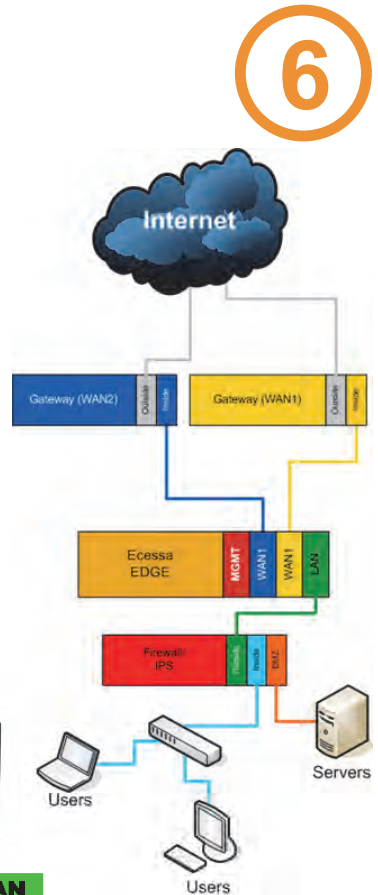 6
Internet
Gateway (WAN2)
Outside
Inside
Gateway (WAN1)
Outside
Inside
Ecessa
EDGE
MGMT
WAN1
WAN1
LAN
Firewall
IPS
Inside
DMZ
Servers
Users
Users